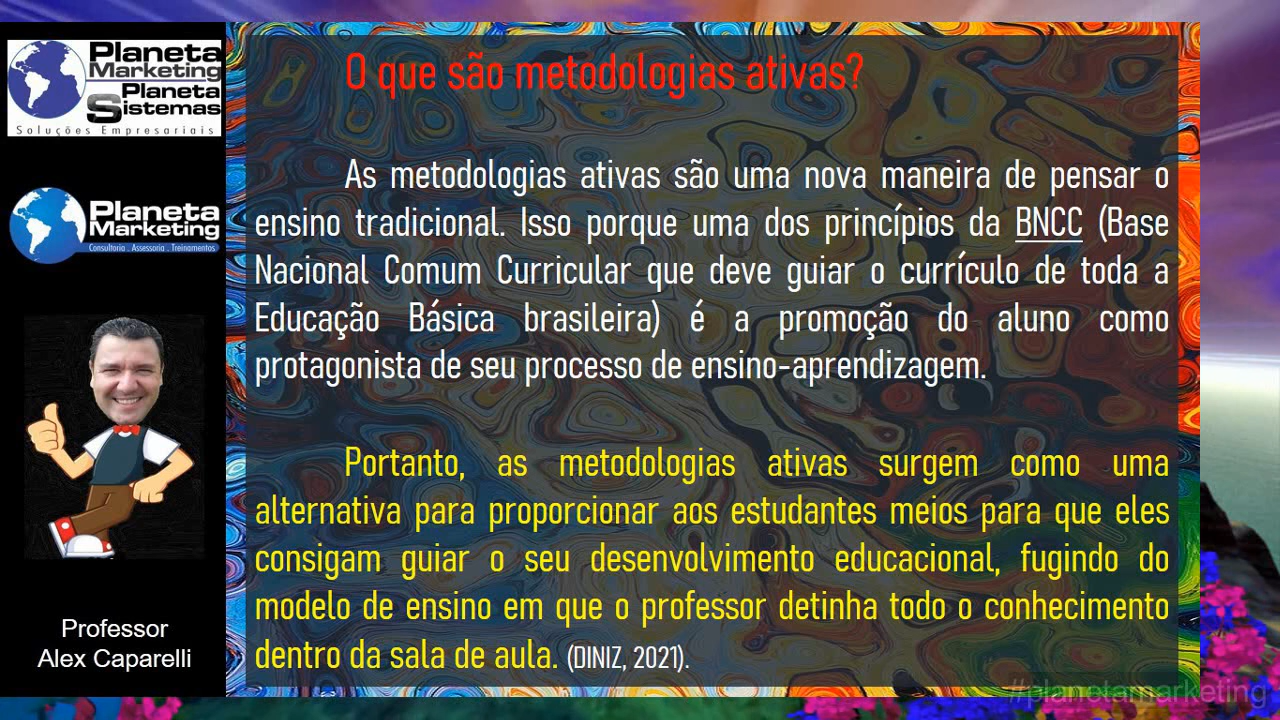 Planeta
Marketing
Planeta
Sistemas
Soluções Empresariais
Planeta
Marketing
Consultoria . Assessoria . Treinamentos
Professor
Alex Caparelli
O que são metodologias ativas?
As metodologias ativas são uma nova maneira de pensar o
ensino tradicional. Isso porque uma dos princípios da BNCC (Base
Nacional Comum Curricular que deve guiar o currículo de toda a
Educação Básica brasileira) é a promoção do aluno como
protagonista de seu processo de ensino-aprendizagem.
Portanto, as metodologias ativas surgem como uma
alternativa para proporcionar aos estudantes meios para que eles
consigam guiar o seu desenvolvimento educacional, fugindo do
modelo de ensino em que o professor detinha todo o conhecimento
dentro da sala de aula. (DINIZ, 2021).
#planetamarketing